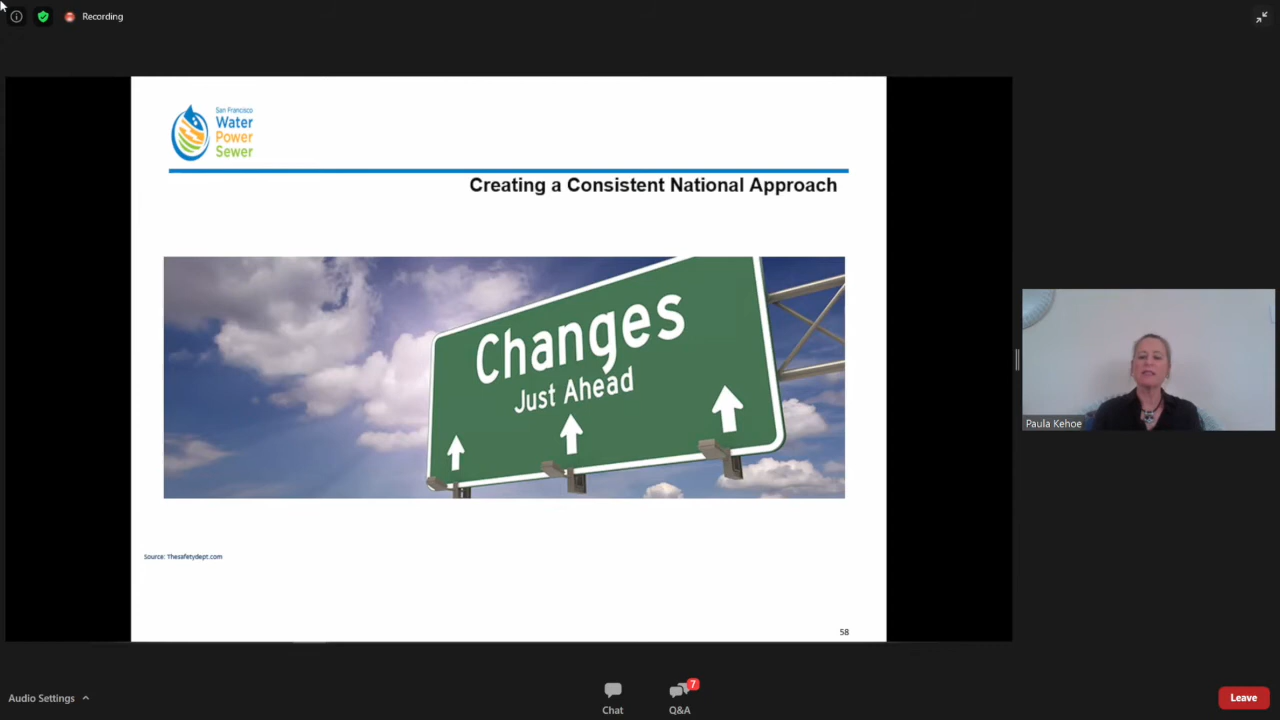 Recording
San Francisco
Water
Power
Sewer
Creating a Consistent National Approach
Changes
Just Ahead
Paula Kehoe
Source: Thesafetydept.com
58
Audio Settings
7
Chat
Q&A
Leave